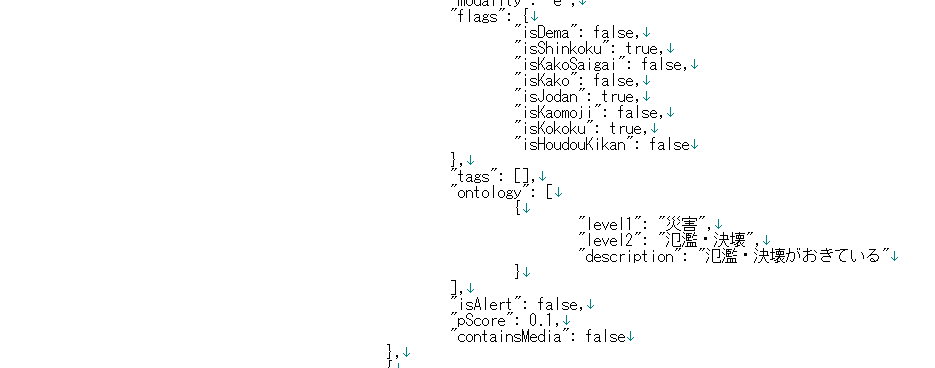 "modality": "e",↓
"flags": {↓
"isDema": false,↓
"isShinkoku": true,↓
"isKakoSaigai": false,↓
"isKako": false,↓
"isJodan": true,↓
"isKaomoji": false,↓
"isKokoku": true,↓
"isHoudouKikan": false↓
},↓
"tags": [],↓
"ontology": [↓
{↓
"level1": "災害",↓
"level2": "氾濫・決壊",↓
"description": "氾濫・決壊がおきている"↓
}↓
],↓
"isAlert": false,↓
"pScore": 0.1,↓
"containsMedia": false↓
},↓
{↓